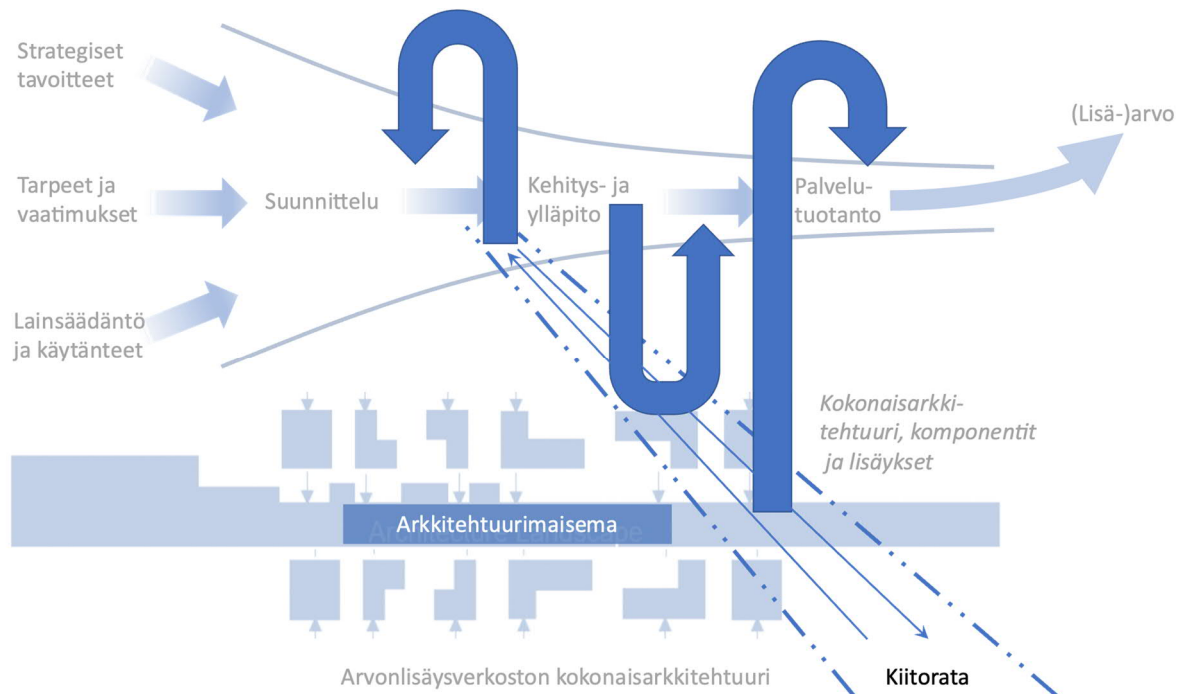 Strategiset
tavoitteet
(Lisä-)arvo
Tarpeet ja
vaatimukset
Suunnittelu
Kehitys- ja
ylläpito
Palvelu-
tuotanto
Lainsäädäntö
ja käytänteet
Kokonaisarkki-
tehtuuri, komponentit
ja lisäykset
Arkkitehtuurimaisema
Architecture Landscape
Arvonlisäysverkoston kokonaisarkkitehtuuri
Kiitorata